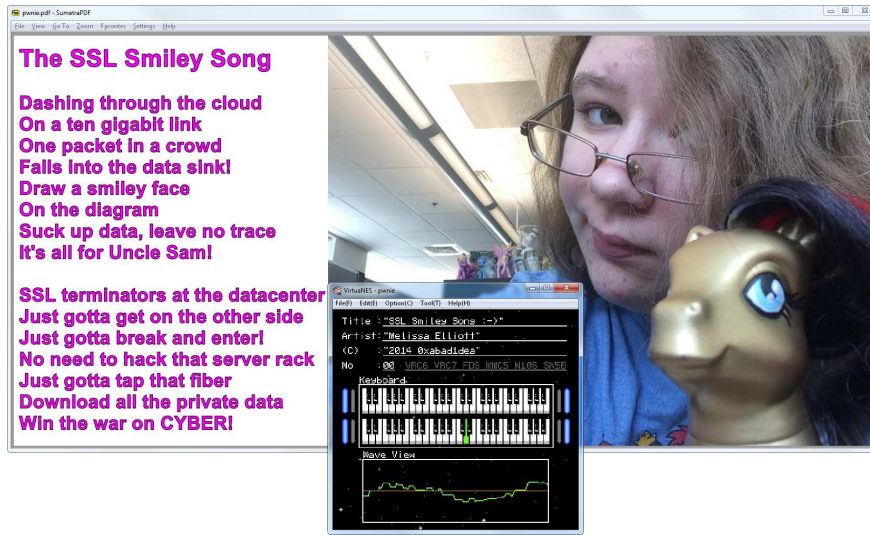 pwnie.pdf - SumatraPDF
File View Go To Zoom Favorites Settings Help
The SSL Smiley Song
Dashing through the cloud
On a ten gigabit link
One packet in a crowd
Falls into the data sink!
Draw a smiley face
On the diagram
Suck up data, leave no trace
It's all for Uncle Sam!
SSL terminators at the datacenter
Just gotta get on the other side
Just gotta break and enter!
No need to hack that server rack
Just gotta tap that fiber
Download all the private data
Win the war on CYBER!
VirtuaNES - pwnie
File(F) Edit(E) Option(C) Tool(T) Help(H)
Title :"SSL Smiley Song :-)"
Artist:"Melissa Elliott"
(C) :"2014 0xabad1dea"
No :00 - VRC6 VRC7 FDS MMC5 N106 SN5B
Keyboard
Wave View